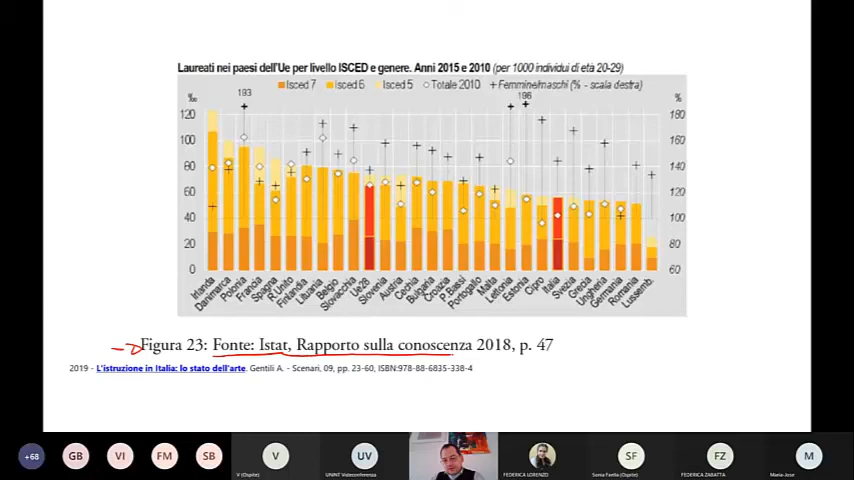 Laureati nei paesi dell'Ue per livello ISCED e genere. Anni 2015 e 2010 (per 1000 individui di età 20-29)
Isced 7 Isced 6 Isced 5 Totale 2010 Femmine/maschi (% - scala destra)
193 196
‰ %
120 180
100 160
80 140
60 120
40 100
20 80
0 60
Irlanda Danimarca Polonia Francia Spagna R.Unito Finlandia Lituania Belgio Slovacchia Ue28 Slovenia Austria Cechia Bulgaria Croazia P.Bassi Portogallo Malta Lettonia Estonia Cipro Italia Svezia Grecia Ungheria Germania Romania Lussemb.
Figura 23: Fonte: Istat, Rapporto sulla conoscenza 2018, p. 47
2019 - L'istruzione in Italia: lo stato dell'arte. Gentili A. - Scenari, 09, pp. 23-60, ISBN:978-88-6835-338-4
+68 GB VI FM SB V UV SF FZ M
V (Ospite) UNINT Videoconferenza FEDERICA LORENZO Sonia Favilla (Ospite) FEDERICA ZABATTA